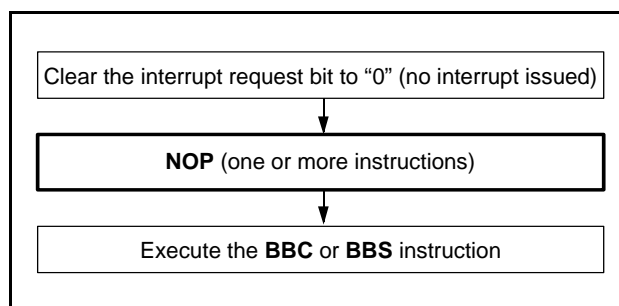 Clear the interrupt request bit to “0” (no interrupt issued)
NOP (one or more instructions)
Execute the BBC or BBS instruction